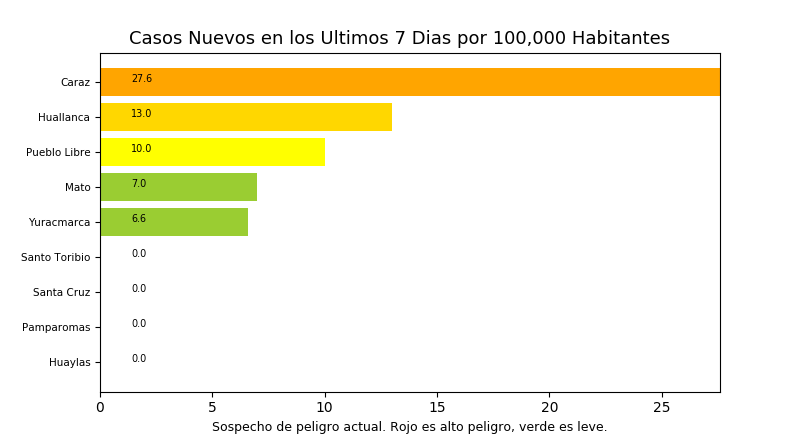 Casos Nuevos en los Ultimos 7 Dias por 100,000 Habitantes
Caraz 27.6
Huallanca 13.0
Pueblo Libre 10.0
Mato 7.0
Yuracmarca 6.6
Santo Toribio 0.0
Santa Cruz 0.0
Pamparomas 0.0
Huaylas 0.0
0 5 10 15 20 25
Sospecho de peligro actual. Rojo es alto peligro, verde es leve.